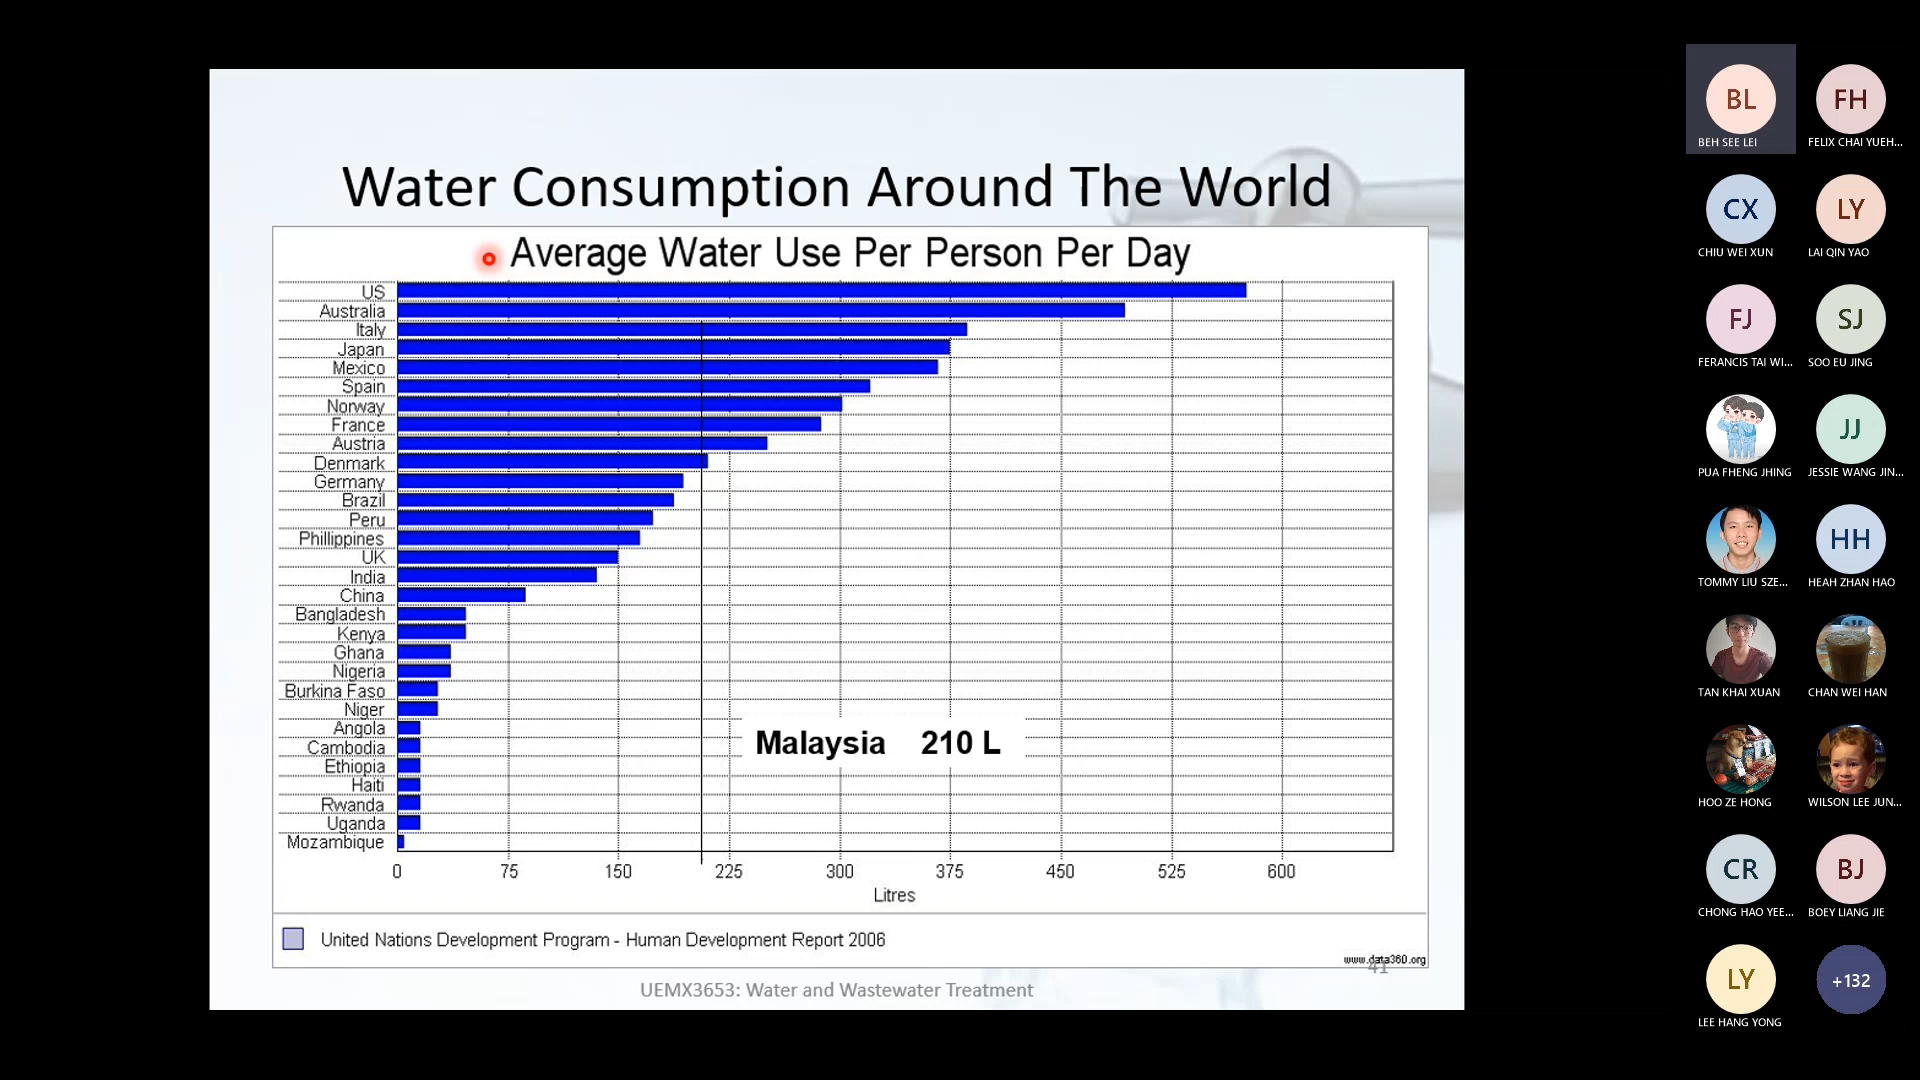 Water Consumption Around The World
Average Water Use Per Person Per Day
US
Australia
Italy
Japan
Mexico
Spain
Norway
France
Austria
Denmark
Germany
Brazil
Peru
Phillippines
UK
India
China
Bangladesh
Kenya
Ghana
Nigeria
Burkina Faso
Niger
Angola
Cambodia
Ethiopia
Haiti
Rwanda
Uganda
Mozambique
Malaysia 210 L
0 75 150 225 300 375 450 525 600
Litres
United Nations Development Program - Human Development Report 2006
www.data360.org
41
UEMX3653: Water and Wastewater Treatment
BL FH
BEH SEE LEI FELIX CHAI YUEH...
CX LY
CHIU WEI XUN LAI QIN YAO
FJ SJ
FERANCIS TAI WI... SOO EU JING
JJ
PUA FHENG JHING JESSIE WANG JIN...
HH
TOMMY LIU SZE... HEAH ZHAN HAO
TAN KHAI XUAN CHAN WEI HAN
HOO ZE HONG WILSON LEE JUN...
CR BJ
CHONG HAO YEE... BOEY LIANG JIE
LY +132
LEE HANG YONG